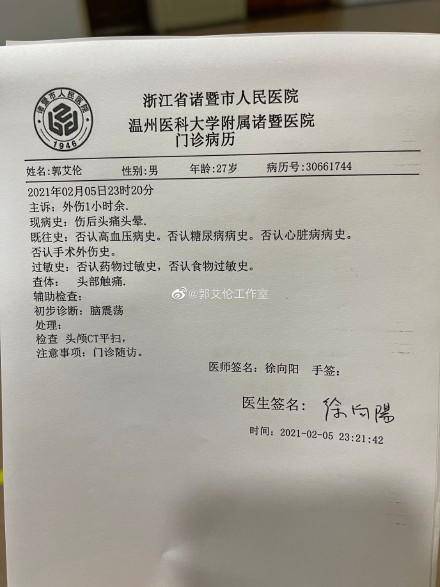 诸暨市人民医院
1946
浙江省诸暨市人民医院
温州医科大学附属诸暨医院
门诊病历
姓名:郭艾伦 性别:男 年龄:27岁 病历号:30661744
2021年02月05日23时20分
主诉:外伤1小时余.
现病史:伤后头痛头晕.
既往史:否认高血压病史。否认糖尿病病史。否认心脏病病史。
否认手术外伤史。
过敏史:否认药物过敏史,否认食物过敏史。
查体: 头部触痛.
辅助检查:
初步诊断:脑震荡
处理:
检查 头颅CT平扫,
注意事项:门诊随访。
@郭艾伦工作室
医师签名: 徐向阳 手签:
医生签名: 徐向陽
时间: 2021-02-05 23:21:42